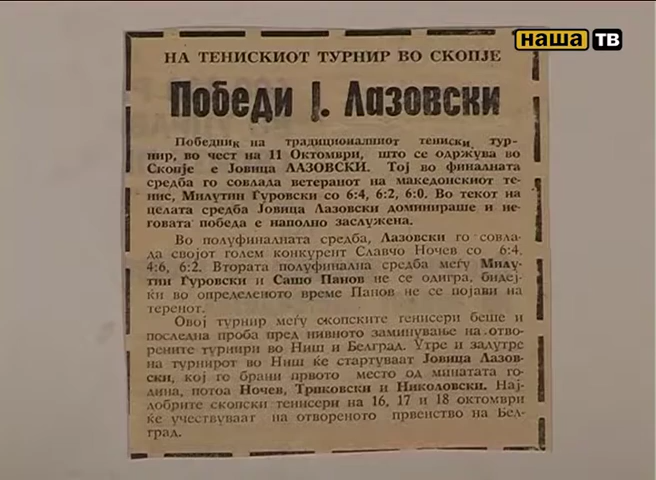 наша ТВ
НА ТЕНИСКИОТ ТУРНИР ВО СКОПЈЕ
Победи Ј. Лазовски
Победник на традиционалниот тениски тур-
нир, во чест на 11 Октомври, што се одржува во
Скопје е Јовица ЛАЗОВСКИ. Тој во финалната
средба го совлада ветеранот на македонскиот те-
нис, Милутин Ѓуровски со 6:4, 6:2, 6:0. Во текот на
целата средба Јовица Лазовски доминираше и не-
говата победа е наполно заслужена.
Во полуфиналната средба, Лазовски го совла-
да својот голем конкурент Славчо Ночев со 6:4,
4:6, 6:2. Втората полуфинална средба меѓу Милу-
тин Ѓуровски и Сашо Панов не се одигра, бидеј-
ќи во определеното време Панов не се појави на
теренот.
Овој турнир меѓу скопските тенисери беше и
последна проба пред нивното заминување на отво-
рените турнири во Ниш и Белград. Утре и задутре
на турнирот во Ниш ќе стартуваат Јовица Лазов-
ски, кој го брани првото место од минатата го-
дина, потоа Ночев, Трпковски и Николовски. Нај-
добрите скопски тенисери на 16, 17 и 18 октомври
ќе учествуваат на отвореното првенство на Бел-
град.